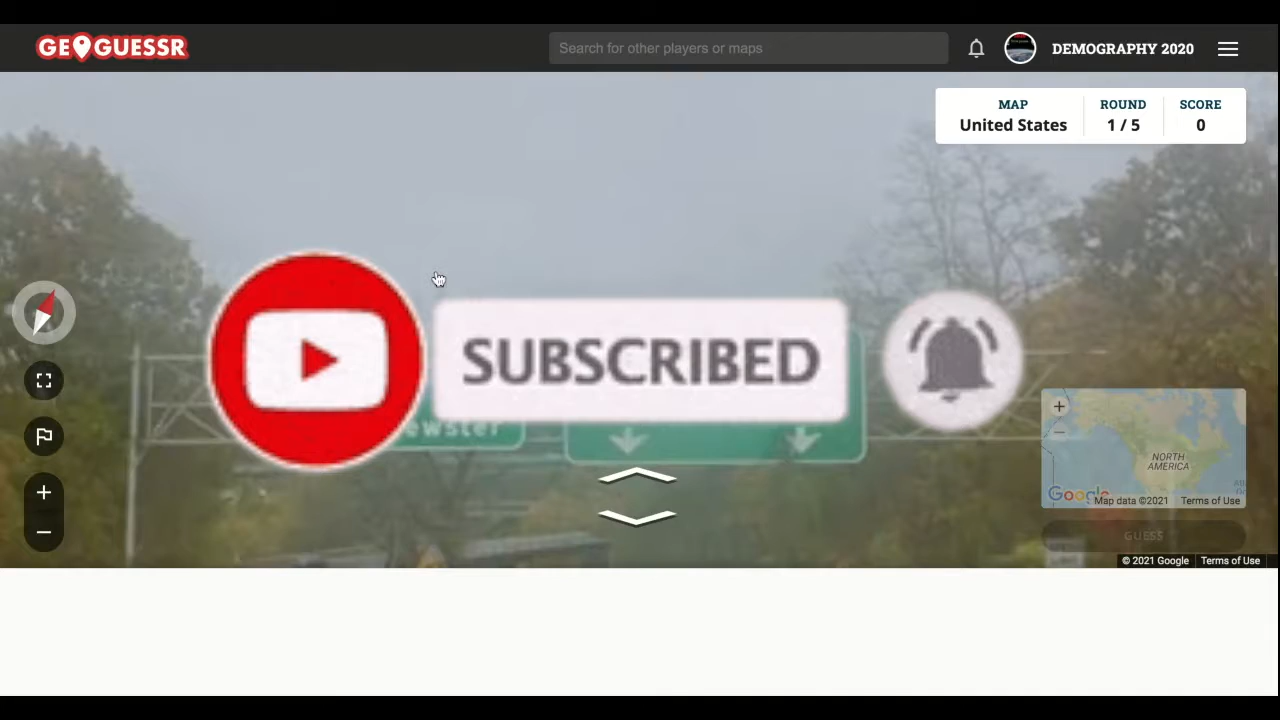 GEOGUESSR
Search for other players or maps
DEMOGRAPHY 2020
MAP
United States
ROUND
1 / 5
SCORE
0
SUBSCRIBED
ewster
+
−
NORTH
AMERICA
Google
Map data ©2021
Terms of Use
+
−
GUESS
© 2021 Google
Terms of Use